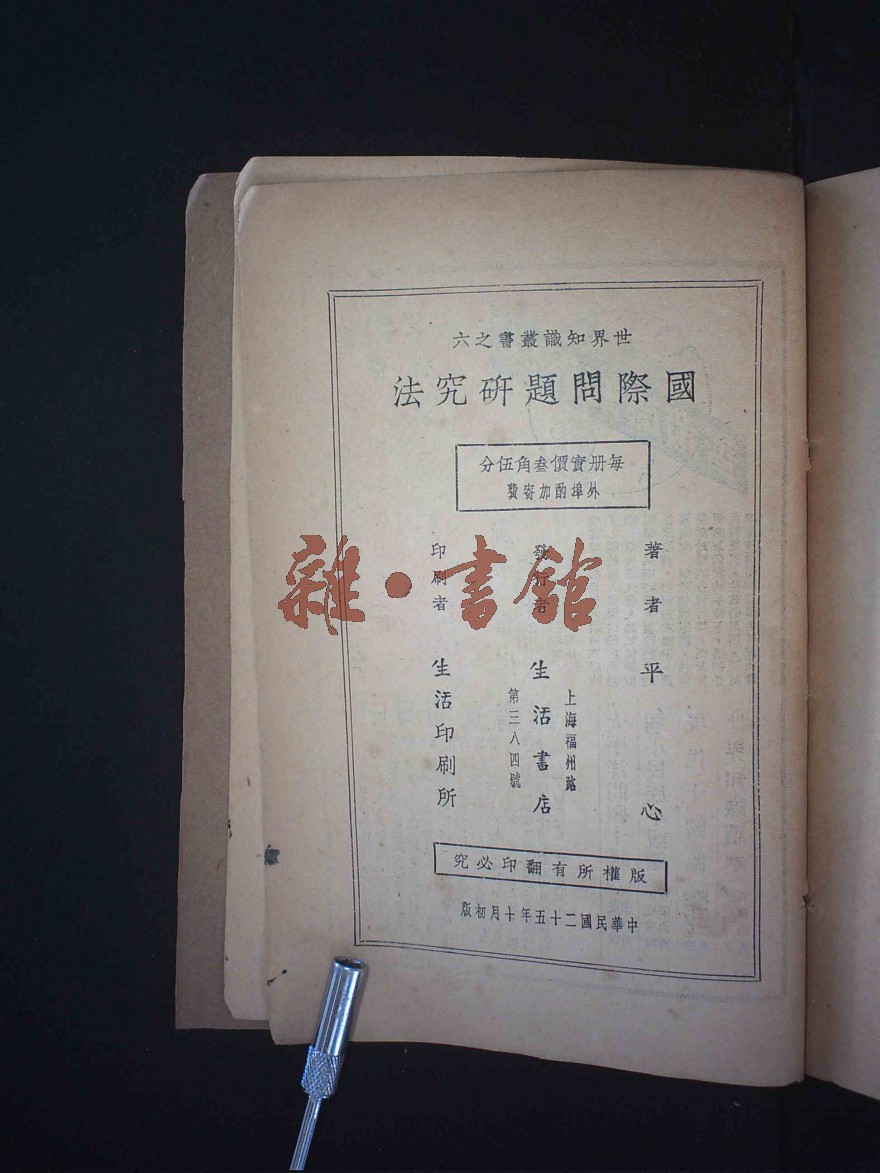 世界知識叢書之六
國際問題研究法
每册實價叁角伍分
外埠酌加寄費
著者 平心
發行者 生活書店
上海福州路
第三八四號
印刷者 生活印刷所
版權所有翻印必究
中華民國二十五年十月初版
雜·書館